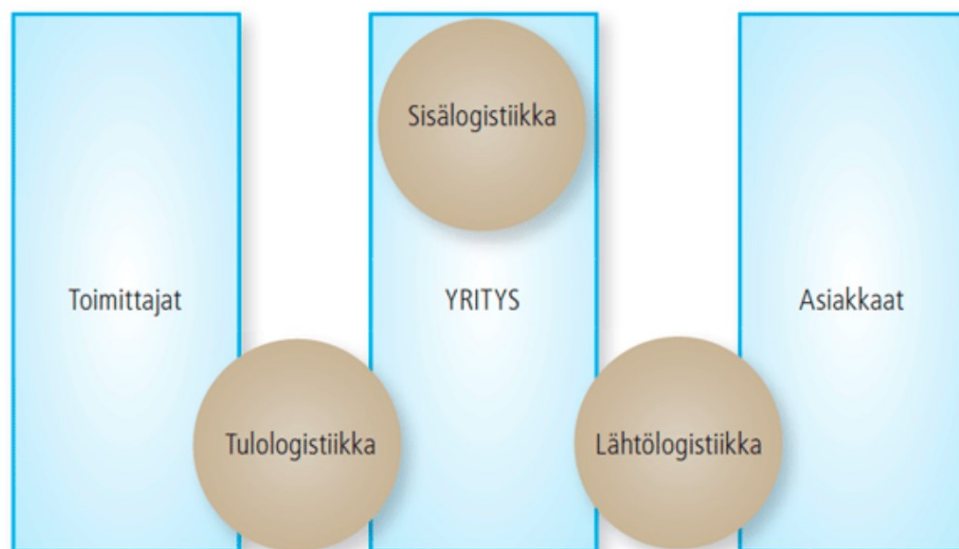 Sisälogistiikka
Toimittajat
YRITYS
Asiakkaat
Tulologistiikka
Lähtölogistiikka